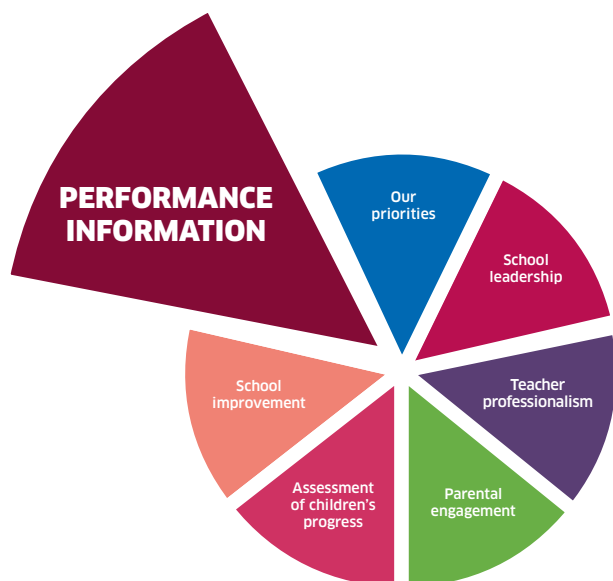 PERFORMANCE
INFORMATION
Our
priorities
School
leadership
Teacher
professionalism
Parental
engagement
Assessment
of children's
progress
School
improvement